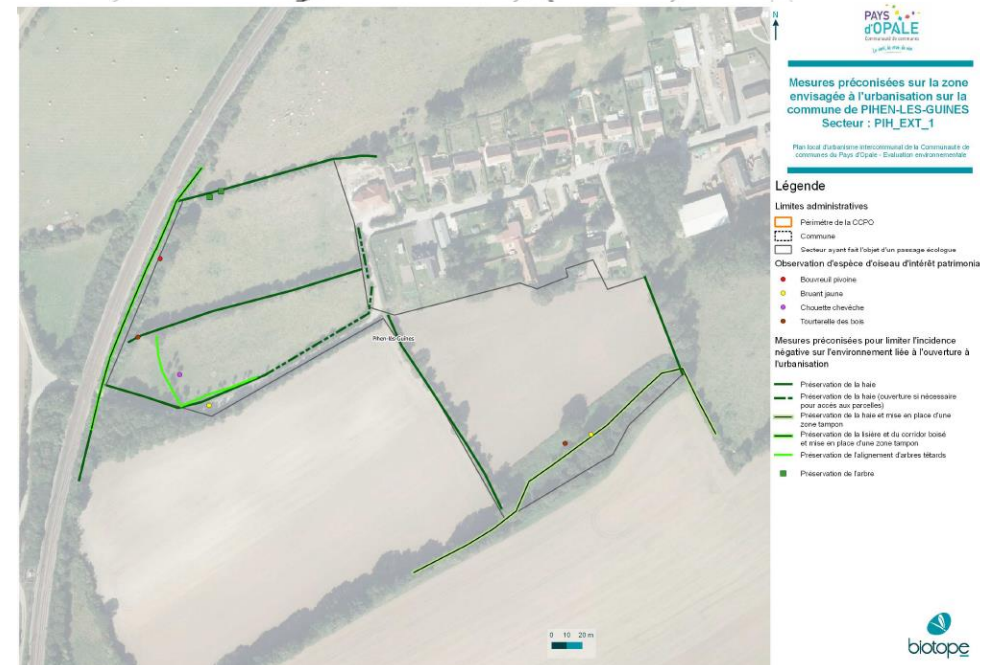 N
PAYS
d'OPALE
Communauté de communes
Mesures préconisées sur la zone
envisagée à l'urbanisation sur la
commune de PIHEN-LES-GUINES
Secteur : PIH_EXT_1
Plan local d'urbanisme intercommunal de la Communauté de
communes du Pays d'Opale - Evaluation environnementale
Légende
Limites administratives
Périmètre de la CCPO
Commune
Secteur ayant fait l'objet d'un passage écologue
Observation d'espèce d'oiseau d'intérêt patrimonia
Bouvreuil pivoine
Bruant jaune
Chouette chevêche
Tourterelle des bois
Mesures préconisées pour limiter l'incidence
négative sur l'environnement liée à l'ouverture à
l'urbanisation
Préservation de la haie
Préservation de la haie (ouverture si nécessaire
pour accès aux parcelles)
Préservation de la haie et mise en place d'une
zone tampon
Préservation de la lisière et du corridor boisé
et mise en place d'une zone tampon
Préservation de l'alignement d'arbres têtards
Préservation de l'arbre
Pihen-lès-Guînes
0 10 20 m
biotope